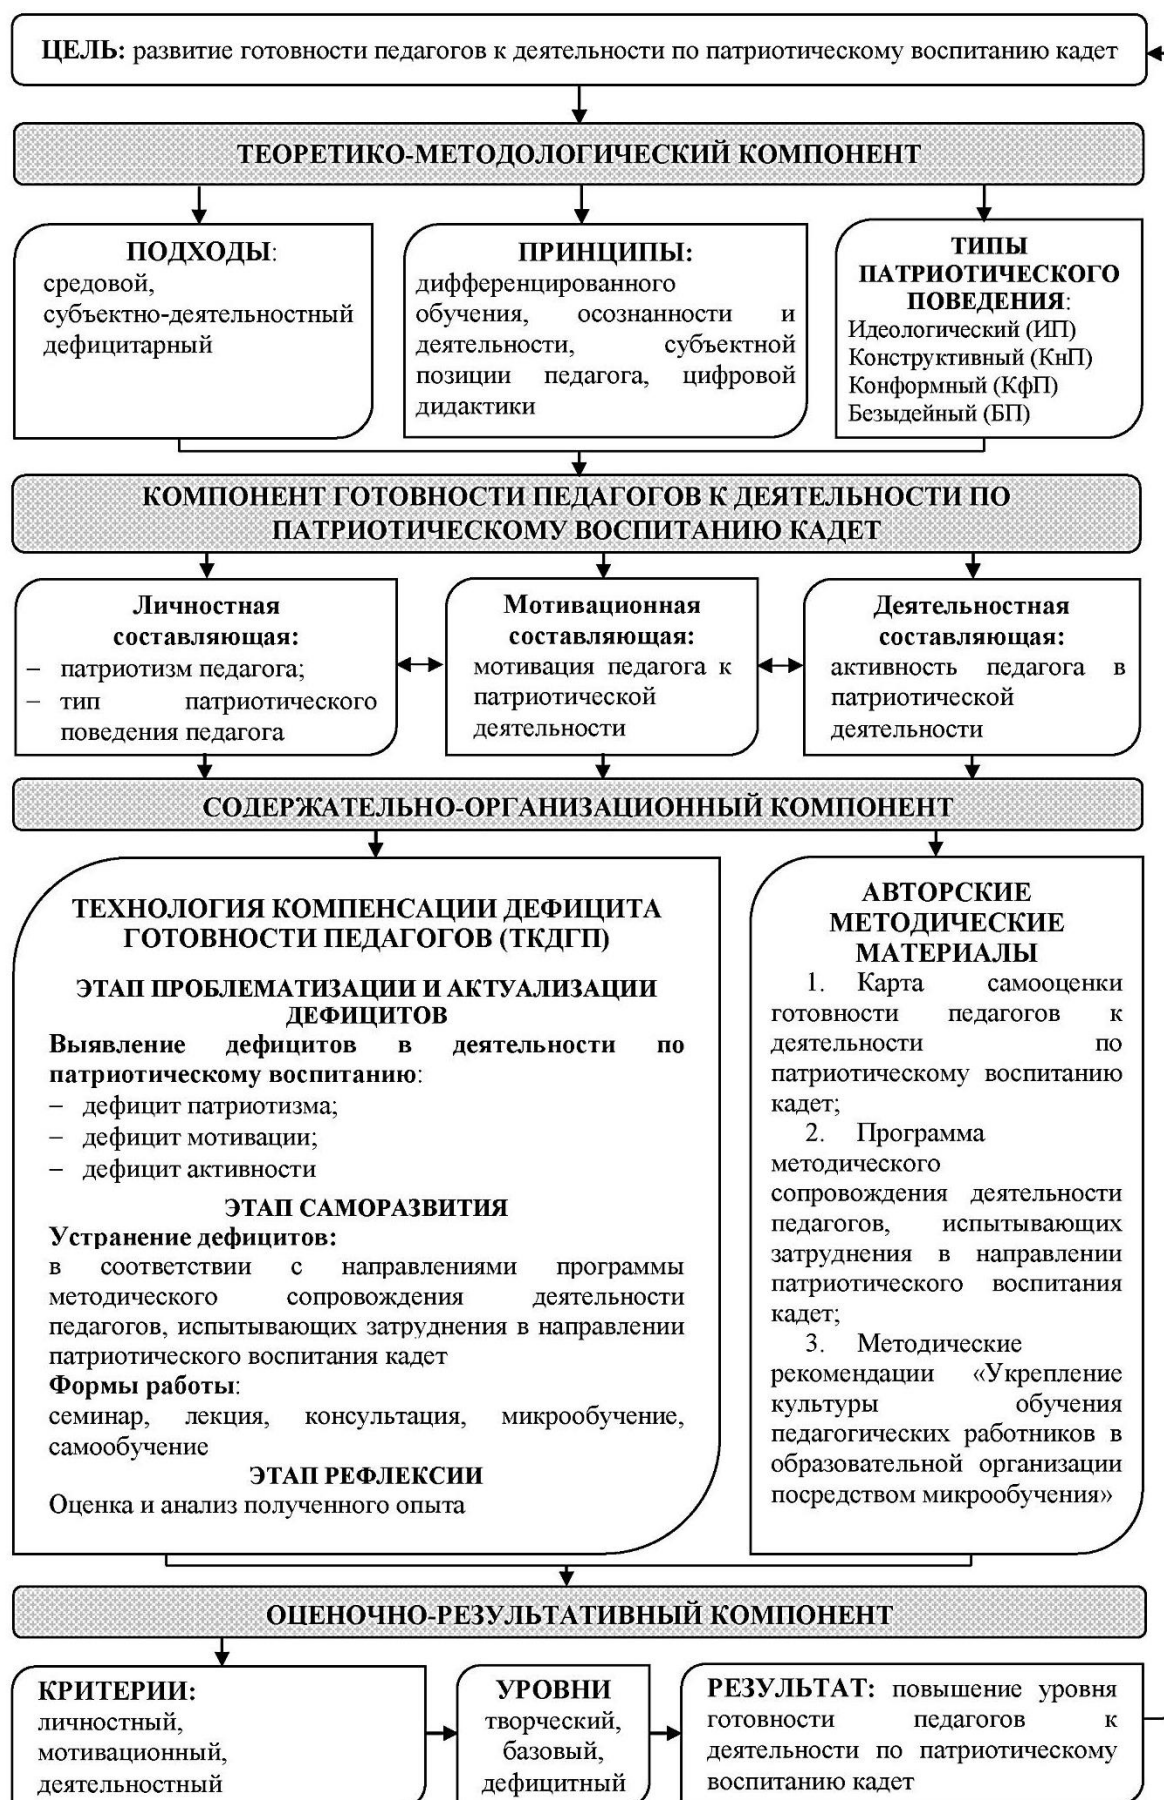 ЦЕЛЬ: развитие готовности педагогов к деятельности по патриотическому воспитанию кадет
ТЕОРЕТИКО-МЕТОДОЛОГИЧЕСКИЙ КОМПОНЕНТ
ПОДХОДЫ:
средовой,
субъектно-деятельностный
дефицитарный
ПРИНЦИПЫ:
дифференцированного
обучения, осознанности и
деятельности, субъектной
позиции педагога, цифровой
дидактики
ТИПЫ
ПАТРИОТИЧЕСКОГО
ПОВЕДЕНИЯ:
Идеологический (ИП)
Конструктивный (КнП)
Конформный (КфП)
Безыдейный (БП)
КОМПОНЕНТ ГОТОВНОСТИ ПЕДАГОГОВ К ДЕЯТЕЛЬНОСТИ ПО
ПАТРИОТИЧЕСКОМУ ВОСПИТАНИЮ КАДЕТ
Личностная
составляющая:
– патриотизм педагога;
– тип патриотического
поведения педагога
Мотивационная
составляющая:
мотивация педагога к
патриотической
деятельности
Деятельностная
составляющая:
активность педагога в
патриотической
деятельности
СОДЕРЖАТЕЛЬНО-ОРГАНИЗАЦИОННЫЙ КОМПОНЕНТ
ТЕХНОЛОГИЯ КОМПЕНСАЦИИ ДЕФИЦИТА
ГОТОВНОСТИ ПЕДАГОГОВ (ТКДГП)
ЭТАП ПРОБЛЕМАТИЗАЦИИ И АКТУАЛИЗАЦИИ
ДЕФИЦИТОВ
Выявление дефицитов в деятельности по
патриотическому воспитанию:
– дефицит патриотизма;
– дефицит мотивации;
– дефицит активности
ЭТАП САМОРАЗВИТИЯ
Устранение дефицитов:
в соответствии с направлениями программы
методического сопровождения деятельности
педагогов, испытывающих затруднения в направлении
патриотического воспитания кадет
Формы работы:
семинар, лекция, консультация, микрообучение,
самообучение
ЭТАП РЕФЛЕКСИИ
Оценка и анализ полученного опыта
АВТОРСКИЕ
МЕТОДИЧЕСКИЕ
МАТЕРИАЛЫ
1. Карта самооценки
готовности педагогов к
деятельности по
патриотическому воспитанию
кадет;
2. Программа
методического
сопровождения деятельности
педагогов, испытывающих
затруднения в направлении
патриотического воспитания
кадет;
3. Методические
рекомендации «Укрепление
культуры обучения
педагогических работников в
образовательной организации
посредством микрообучения»
ОЦЕНОЧНО-РЕЗУЛЬТАТИВНЫЙ КОМПОНЕНТ
КРИТЕРИИ:
личностный,
мотивационный,
деятельностный
УРОВНИ
творческий,
базовый,
дефицитный
РЕЗУЛЬТАТ: повышение уровня
готовности педагогов к
деятельности по патриотическому
воспитанию кадет